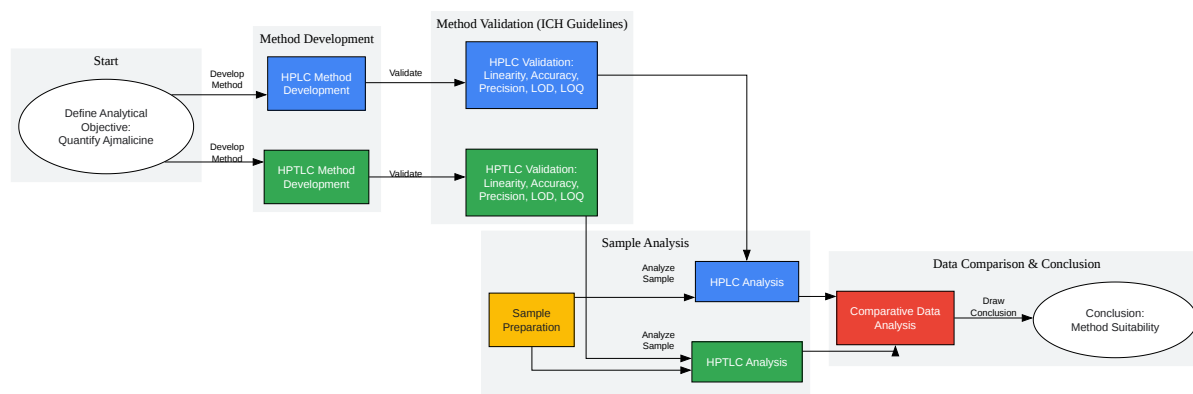 Start
Define Analytical
Objective:
Quantify Ajmalicine
Develop
Method
Develop
Method
Method Development
HPLC Method
Development
HPTLC Method
Development
Validate
Validate
Method Validation (ICH Guidelines)
HPLC Validation:
Linearity, Accuracy,
Precision, LOD, LOQ
HPTLC Validation:
Linearity, Accuracy,
Precision, LOD, LOQ
Sample Analysis
Sample
Preparation
Analyze
Sample
Analyze
Sample
HPLC Analysis
HPTLC Analysis
Data Comparison & Conclusion
Comparative Data
Analysis
Draw
Conclusion
Conclusion:
Method Suitability